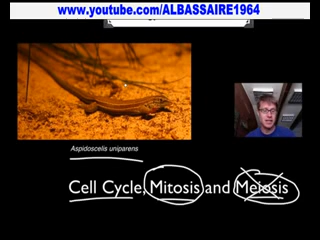 www.youtube.com/ALBASSAIRE1964
Aspidoscelis uniparens
Cell Cycle, Mitosis and Meiosis